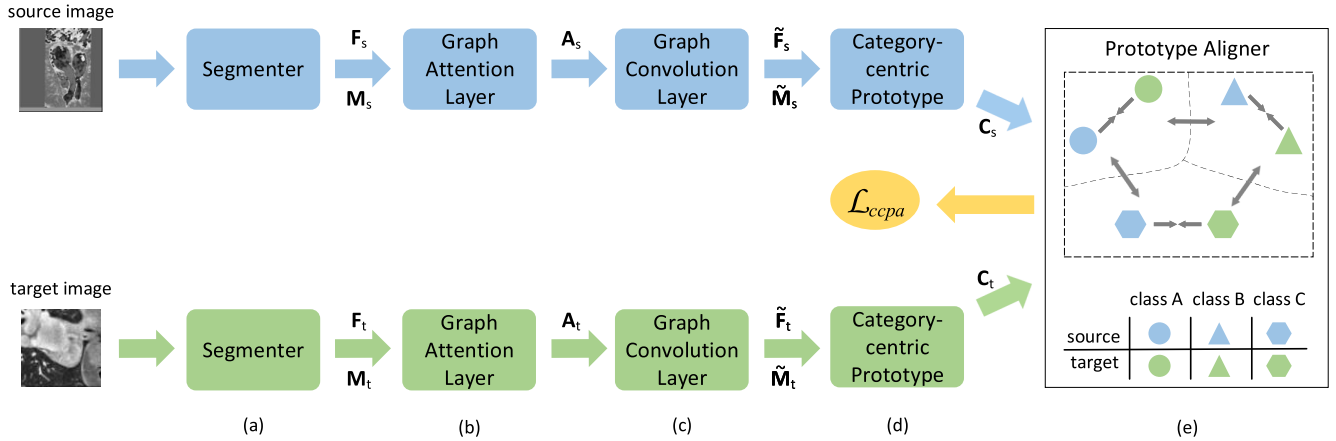 source image
Segmenter
F_s
M_s
Graph
Attention
Layer
A_s
Graph
Convolution
Layer
F̃_s
M̃_s
Category-
centric
Prototype
C_s
Prototype Aligner
ℒ_ccpa
target image
Segmenter
F_t
M_t
Graph
Attention
Layer
A_t
Graph
Convolution
Layer
F̃_t
M̃_t
Category-
centric
Prototype
C_t
class A class B class C
source
target
(a) (b) (c) (d) (e)